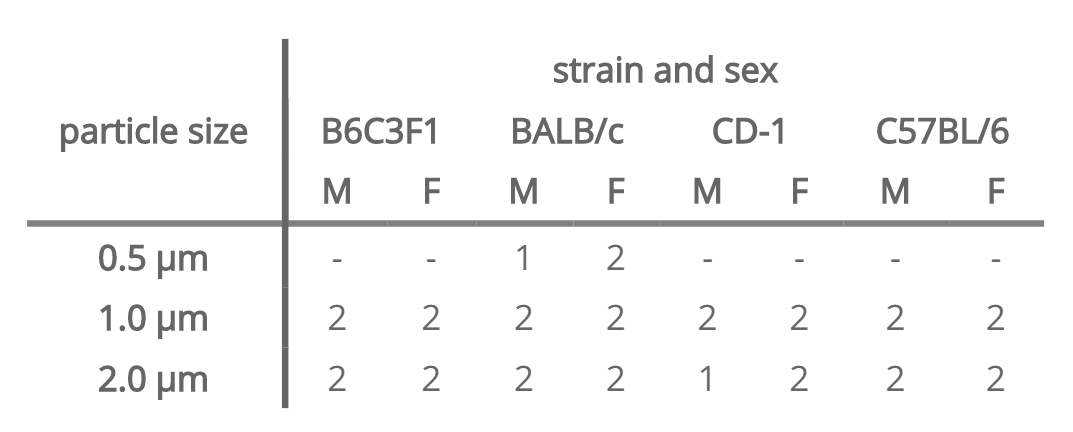 strain and sex
particle size B6C3F1 BALB/c CD-1 C57BL/6
M F M F M F M F
0.5 µm - - 1 2 - - - -
1.0 µm 2 2 2 2 2 2 2 2
2.0 µm 2 2 2 2 1 2 2 2